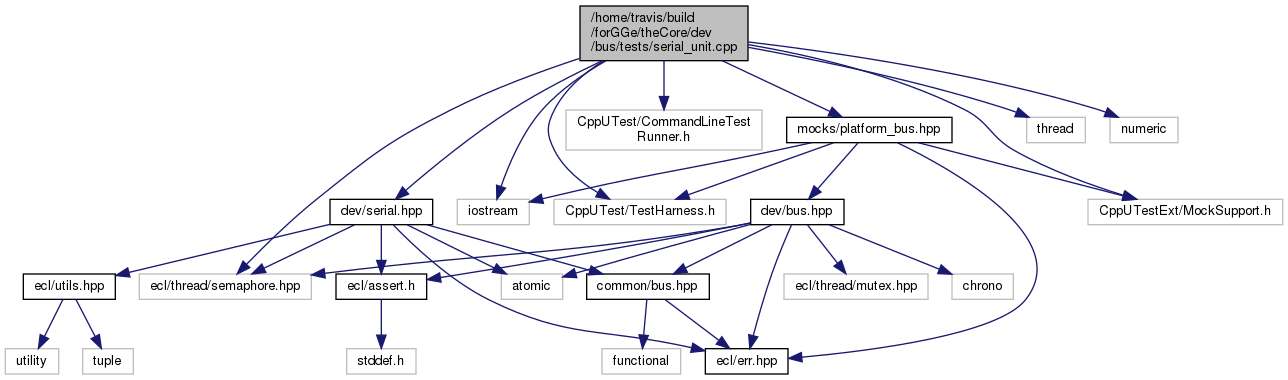 /home/travis/build
/forGGe/theCore/dev
/bus/tests/serial_unit.cpp
CppUTest/CommandLineTest
Runner.h
mocks/platform_bus.hpp
thread
numeric
dev/serial.hpp
iostream
CppUTest/TestHarness.h
dev/bus.hpp
CppUTestExt/MockSupport.h
ecl/utils.hpp
ecl/thread/semaphore.hpp
ecl/assert.h
atomic
common/bus.hpp
ecl/thread/mutex.hpp
chrono
utility
tuple
stddef.h
functional
ecl/err.hpp